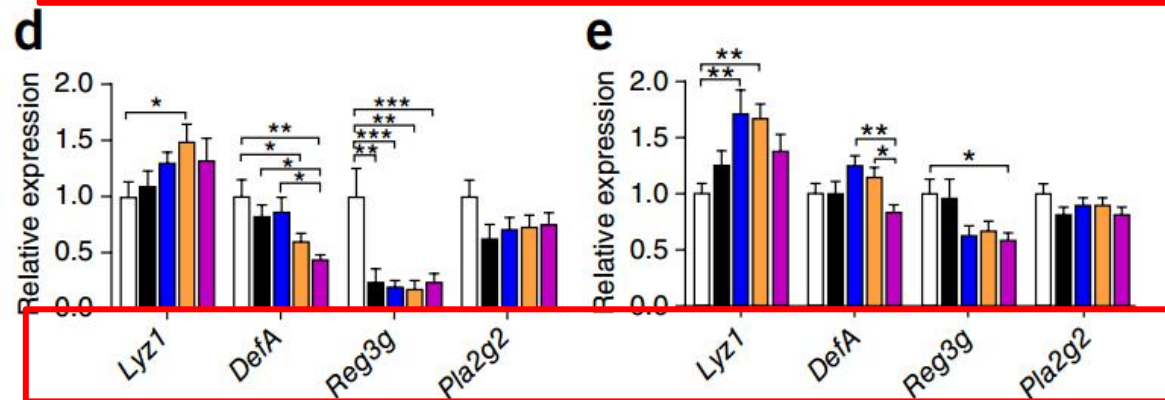 d
e
Relative expression
2.0
1.5
1.0
0.5
0.0
*
**
*
*
*
***
**
***
**
Lyz1
DefA
Reg3g
Pla2g2
Relative expression
2.0
1.5
1.0
0.5
0.0
**
**
**
*
*
Lyz1
DefA
Reg3g
Pla2g2